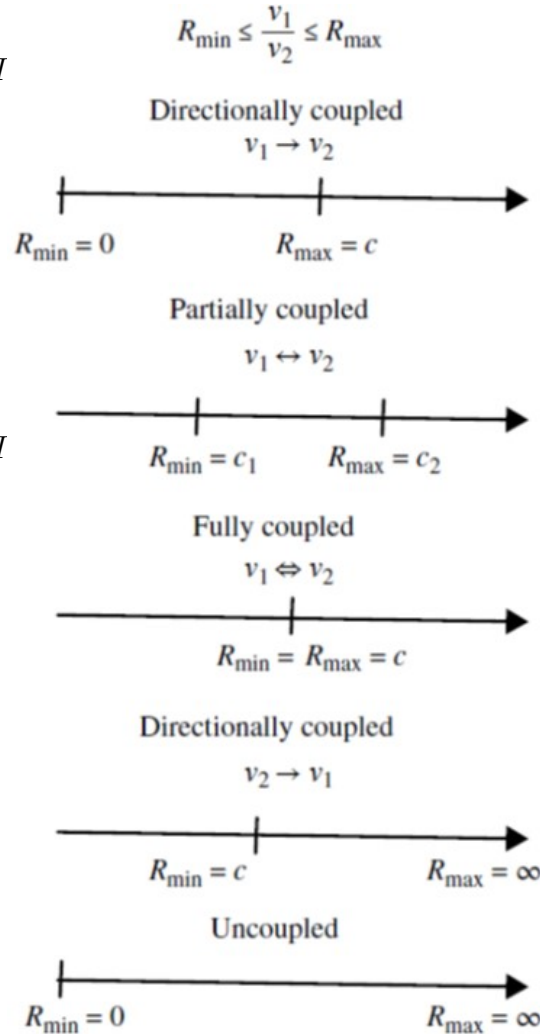 R_min ≤ v_1/v_2 ≤ R_max
I
Directionally coupled
v_1 → v_2
R_min = 0 R_max = c
Partially coupled
v_1 ↔ v_2
I
R_min = c_1 R_max = c_2
Fully coupled
v_1 ⇔ v_2
R_min = R_max = c
Directionally coupled
v_2 → v_1
R_min = c R_max = ∞
Uncoupled
R_min = 0 R_max = ∞